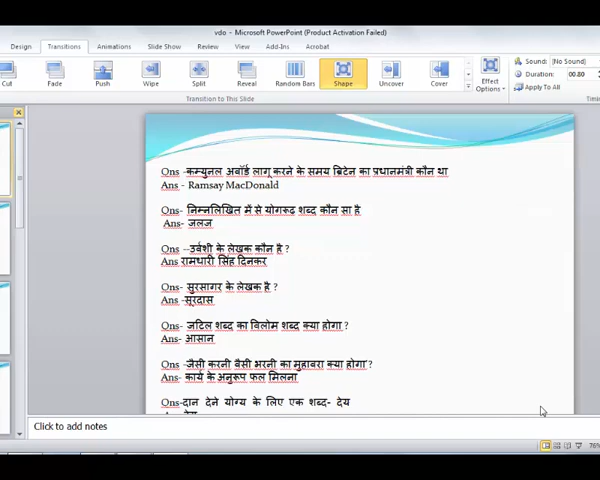 vdo - Microsoft PowerPoint (Product Activation Failed)
Design Transitions Animations Slide Show Review View Add-Ins Acrobat
Cut Fade Push Wipe Split Reveal Random Bars Shape Uncover Cover Effect Options
Sound: [No Sound]
Duration: 00.80
Apply To All
Transition to This Slide
Qns -कम्युनल अवॉर्ड लागू करने के समय ब्रिटेन का प्रधानमंत्री कौन था
Ans - Ramsay MacDonald
Qns- निम्नलिखित में से योगरूढ़ शब्द कौन सा है
Ans- जलज
Qns –उर्वशी के लेखक कौन है ?
Ans रामधारी सिंह दिनकर
Qns- सुरसागर के लेखक है ?
Ans -सूरदास
Qns- जटिल शब्द का विलोम शब्द क्या होगा ?
Ans- आसान
Qns -जैसी करनी वैसी भरनी का मुहावरा क्या होगा ?
Ans- कार्य के अनुरूप फल मिलना
Qns-दान देने योग्य के लिए एक शब्द- देय
Click to add notes